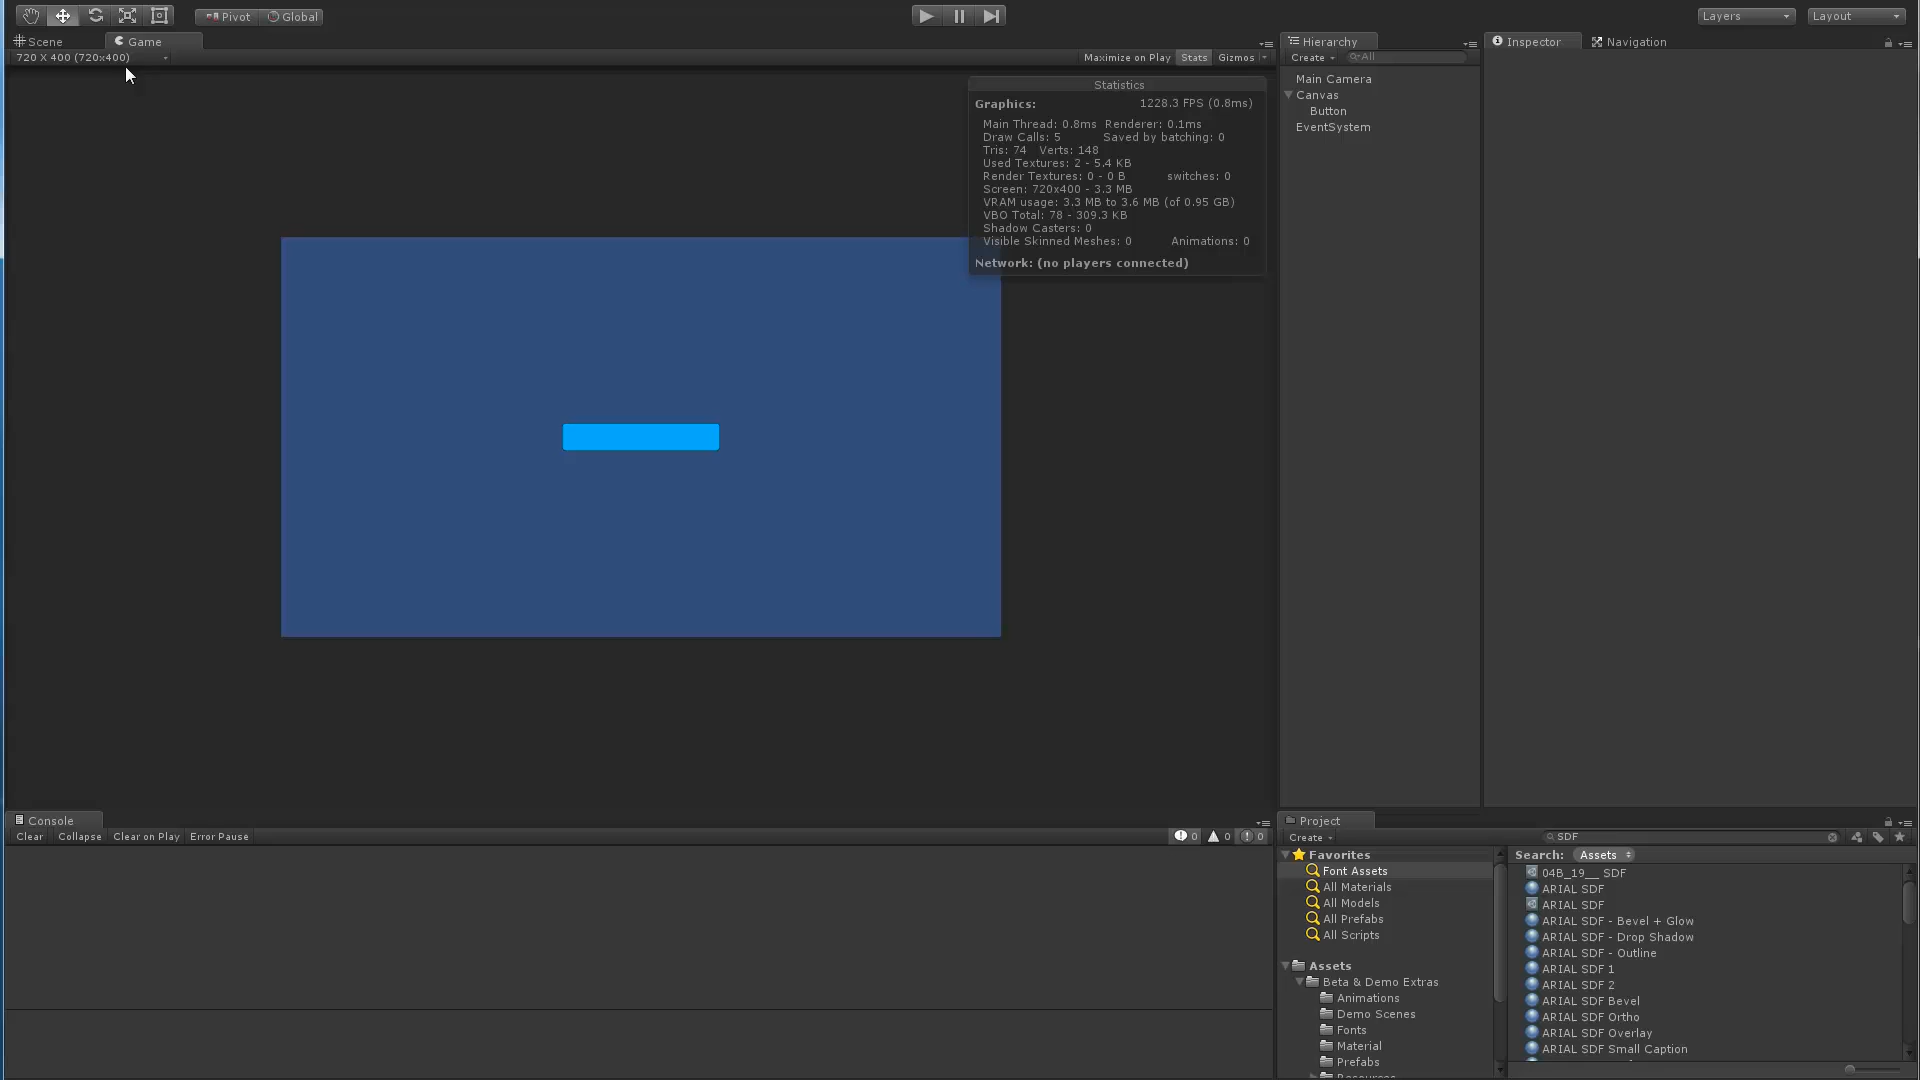 Pivot Global
Layers Layout
Scene Game
720 X 400 (720x400)
Maximize on Play Stats Gizmos
Statistics
Graphics: 1228.3 FPS (0.8ms)
Main Thread: 0.8ms Renderer: 0.1ms
Draw Calls: 5 Saved by batching: 0
Tris: 74 Verts: 148
Used Textures: 2 - 5.4 KB
Render Textures: 0 - 0 B switches: 0
Screen: 720x400 - 3.3 MB
VRAM usage: 3.3 MB to 3.6 MB (of 0.95 GB)
VBO Total: 78 - 309.3 KB
Shadow Casters: 0
Visible Skinned Meshes: 0 Animations: 0
Network: (no players connected)
Hierarchy
Create All
Main Camera
Canvas
Button
EventSystem
Inspector Navigation
Console
Clear Collapse Clear on Play Error Pause
0 0 0
Project
Create SDF
Favorites
Font Assets
All Materials
All Models
All Prefabs
All Scripts
Assets
Beta & Demo Extras
Animations
Demo Scenes
Fonts
Material
Prefabs
Resources
Search: Assets
04B_19__ SDF
ARIAL SDF
ARIAL SDF
ARIAL SDF - Bevel + Glow
ARIAL SDF - Drop Shadow
ARIAL SDF - Outline
ARIAL SDF 1
ARIAL SDF 2
ARIAL SDF Bevel
ARIAL SDF Ortho
ARIAL SDF Overlay
ARIAL SDF Small Caption